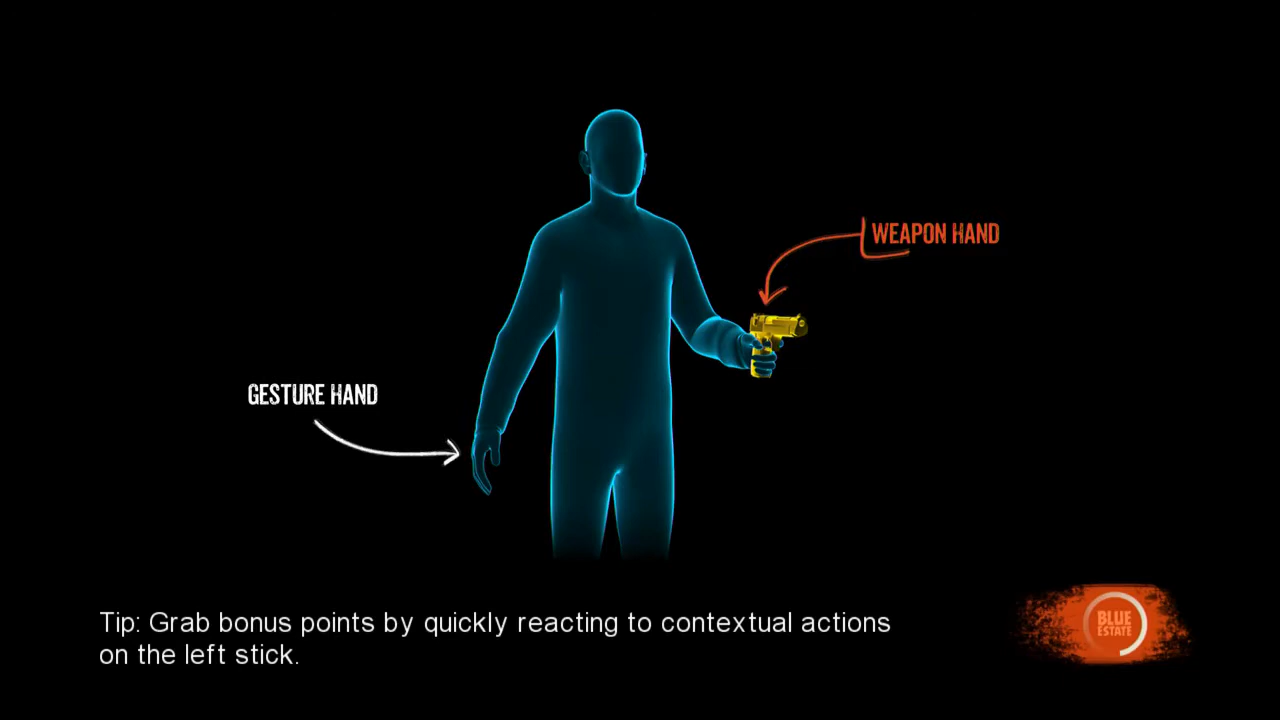 WEAPON HAND
GESTURE HAND
Tip: Grab bonus points by quickly reacting to contextual actions
on the left stick.
BLUE
ESTATE